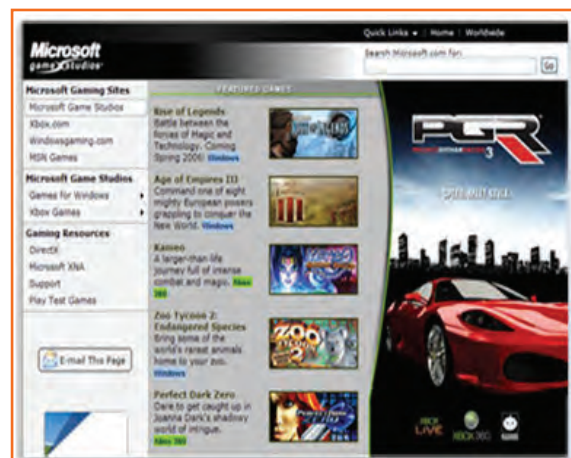 Quick Links | Home | Worldwide
Microsoft
game studios
Search Microsoft.com for:
Go
Microsoft Gaming Sites
Microsoft Game Studios
Xbox.com
Windowsgaming.com
MSN Games
Microsoft Game Studios
Games for Windows
Xbox Games
Gaming Resources
DirectX
Microsoft XNA
Support
Play Test Games
E-mail This Page
FEATURED GAMES
Rise of Legends
Battle between the
forces of Magic and
Technology. Coming
Spring 2006! Windows
Age of Empires III
Command one of eight
mighty European powers
grappling to conquer the
New World. Windows
III
Kameo
A larger-than-life
journey full of intense
combat and magic. Xbox
360
Zoo Tycoon 2:
Endangered Species
Bring some of the
world's rarest animals
home to your zoo.
Windows
ZOO
TYCOON
2
Perfect Dark Zero
Dare to get caught up in
Joanna Dark's shadowy
world of intrigue.
Xbox 360
PGR
3
XBOX
LIVE
XBOX 360